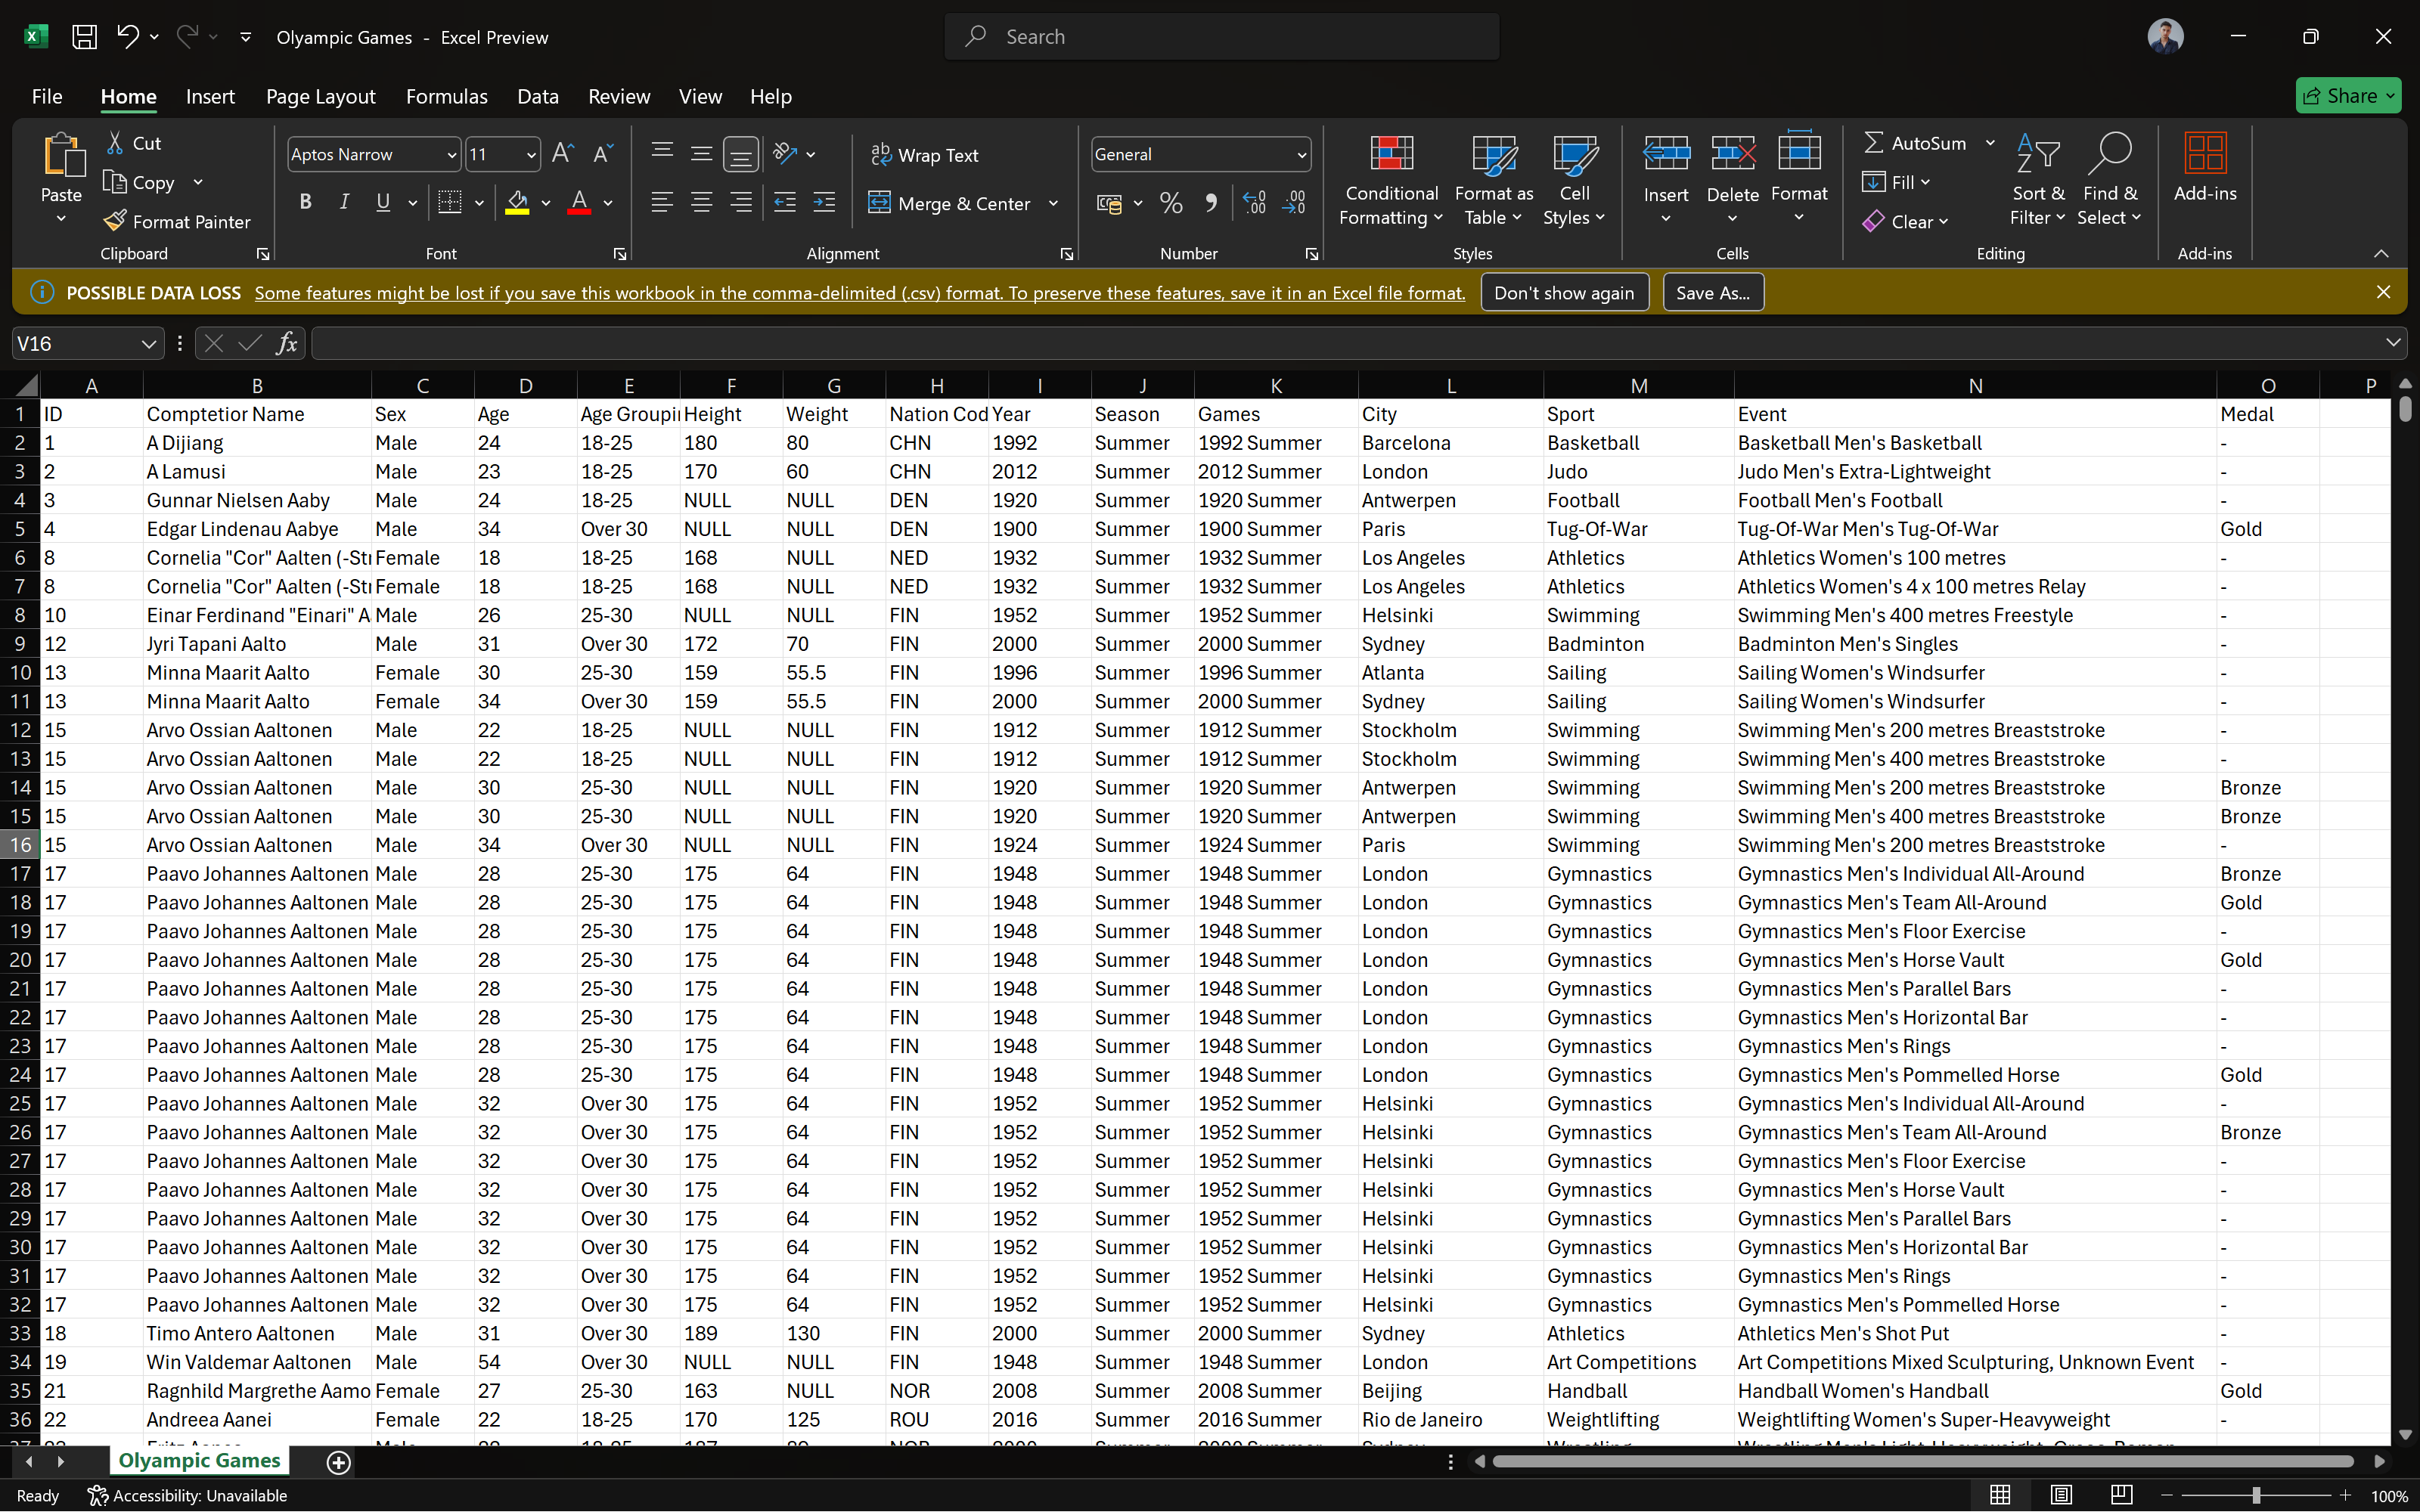 Olyampic Games - Excel Preview
Search
File Home Insert Page Layout Formulas Data Review View Help
Share
Paste
Cut
Copy
Format Painter
Clipboard
Aptos Narrow 11
B I U
Font
Wrap Text
Merge & Center
Alignment
General
Number
Conditional Formatting
Format as Table
Cell Styles
Styles
Insert Delete Format
Cells
AutoSum
Fill
Clear
Sort & Filter
Find & Select
Editing
Add-ins
Add-ins
POSSIBLE DATA LOSS Some features might be lost if you save this workbook in the comma-delimited (.csv) format. To preserve these features, save it in an Excel file format. Don't show again Save As...
V16 fx
A B C D E F G H I J K L M N O P
1 ID Comptetior Name Sex Age Age Groupi Height Weight Nation Cod Year Season Games City Sport Event Medal
2 1 A Dijiang Male 24 18-25 180 80 CHN 1992 Summer 1992 Summer Barcelona Basketball Basketball Men's Basketball -
3 2 A Lamusi Male 23 18-25 170 60 CHN 2012 Summer 2012 Summer London Judo Judo Men's Extra-Lightweight -
4 3 Gunnar Nielsen Aaby Male 24 18-25 NULL NULL DEN 1920 Summer 1920 Summer Antwerpen Football Football Men's Football -
5 4 Edgar Lindenau Aabye Male 34 Over 30 NULL NULL DEN 1900 Summer 1900 Summer Paris Tug-Of-War Tug-Of-War Men's Tug-Of-War Gold
6 8 Cornelia "Cor" Aalten (-Str Female 18 18-25 168 NULL NED 1932 Summer 1932 Summer Los Angeles Athletics Athletics Women's 100 metres -
7 8 Cornelia "Cor" Aalten (-Str Female 18 18-25 168 NULL NED 1932 Summer 1932 Summer Los Angeles Athletics Athletics Women's 4 x 100 metres Relay -
8 10 Einar Ferdinand "Einari" A Male 26 25-30 NULL NULL FIN 1952 Summer 1952 Summer Helsinki Swimming Swimming Men's 400 metres Freestyle -
9 12 Jyri Tapani Aalto Male 31 Over 30 172 70 FIN 2000 Summer 2000 Summer Sydney Badminton Badminton Men's Singles -
10 13 Minna Maarit Aalto Female 30 25-30 159 55.5 FIN 1996 Summer 1996 Summer Atlanta Sailing Sailing Women's Windsurfer -
11 13 Minna Maarit Aalto Female 34 Over 30 159 55.5 FIN 2000 Summer 2000 Summer Sydney Sailing Sailing Women's Windsurfer -
12 15 Arvo Ossian Aaltonen Male 22 18-25 NULL NULL FIN 1912 Summer 1912 Summer Stockholm Swimming Swimming Men's 200 metres Breaststroke -
13 15 Arvo Ossian Aaltonen Male 22 18-25 NULL NULL FIN 1912 Summer 1912 Summer Stockholm Swimming Swimming Men's 400 metres Breaststroke -
14 15 Arvo Ossian Aaltonen Male 30 25-30 NULL NULL FIN 1920 Summer 1920 Summer Antwerpen Swimming Swimming Men's 200 metres Breaststroke Bronze
15 15 Arvo Ossian Aaltonen Male 30 25-30 NULL NULL FIN 1920 Summer 1920 Summer Antwerpen Swimming Swimming Men's 400 metres Breaststroke Bronze
16 15 Arvo Ossian Aaltonen Male 34 Over 30 NULL NULL FIN 1924 Summer 1924 Summer Paris Swimming Swimming Men's 200 metres Breaststroke -
17 17 Paavo Johannes Aaltonen Male 28 25-30 175 64 FIN 1948 Summer 1948 Summer London Gymnastics Gymnastics Men's Individual All-Around Bronze
18 17 Paavo Johannes Aaltonen Male 28 25-30 175 64 FIN 1948 Summer 1948 Summer London Gymnastics Gymnastics Men's Team All-Around Gold
19 17 Paavo Johannes Aaltonen Male 28 25-30 175 64 FIN 1948 Summer 1948 Summer London Gymnastics Gymnastics Men's Floor Exercise -
20 17 Paavo Johannes Aaltonen Male 28 25-30 175 64 FIN 1948 Summer 1948 Summer London Gymnastics Gymnastics Men's Horse Vault Gold
21 17 Paavo Johannes Aaltonen Male 28 25-30 175 64 FIN 1948 Summer 1948 Summer London Gymnastics Gymnastics Men's Parallel Bars -
22 17 Paavo Johannes Aaltonen Male 28 25-30 175 64 FIN 1948 Summer 1948 Summer London Gymnastics Gymnastics Men's Horizontal Bar -
23 17 Paavo Johannes Aaltonen Male 28 25-30 175 64 FIN 1948 Summer 1948 Summer London Gymnastics Gymnastics Men's Rings -
24 17 Paavo Johannes Aaltonen Male 28 25-30 175 64 FIN 1948 Summer 1948 Summer London Gymnastics Gymnastics Men's Pommelled Horse Gold
25 17 Paavo Johannes Aaltonen Male 32 Over 30 175 64 FIN 1952 Summer 1952 Summer Helsinki Gymnastics Gymnastics Men's Individual All-Around -
26 17 Paavo Johannes Aaltonen Male 32 Over 30 175 64 FIN 1952 Summer 1952 Summer Helsinki Gymnastics Gymnastics Men's Team All-Around Bronze
27 17 Paavo Johannes Aaltonen Male 32 Over 30 175 64 FIN 1952 Summer 1952 Summer Helsinki Gymnastics Gymnastics Men's Floor Exercise -
28 17 Paavo Johannes Aaltonen Male 32 Over 30 175 64 FIN 1952 Summer 1952 Summer Helsinki Gymnastics Gymnastics Men's Horse Vault -
29 17 Paavo Johannes Aaltonen Male 32 Over 30 175 64 FIN 1952 Summer 1952 Summer Helsinki Gymnastics Gymnastics Men's Parallel Bars -
30 17 Paavo Johannes Aaltonen Male 32 Over 30 175 64 FIN 1952 Summer 1952 Summer Helsinki Gymnastics Gymnastics Men's Horizontal Bar -
31 17 Paavo Johannes Aaltonen Male 32 Over 30 175 64 FIN 1952 Summer 1952 Summer Helsinki Gymnastics Gymnastics Men's Rings -
32 17 Paavo Johannes Aaltonen Male 32 Over 30 175 64 FIN 1952 Summer 1952 Summer Helsinki Gymnastics Gymnastics Men's Pommelled Horse -
33 18 Timo Antero Aaltonen Male 31 Over 30 189 130 FIN 2000 Summer 2000 Summer Sydney Athletics Athletics Men's Shot Put -
34 19 Win Valdemar Aaltonen Male 54 Over 30 NULL NULL FIN 1948 Summer 1948 Summer London Art Competitions Art Competitions Mixed Sculpturing, Unknown Event -
35 21 Ragnhild Margrethe Aamo Female 27 25-30 163 NULL NOR 2008 Summer 2008 Summer Beijing Handball Handball Women's Handball Gold
36 22 Andreea Aanei Female 22 18-25 170 125 ROU 2016 Summer 2016 Summer Rio de Janeiro Weightlifting Weightlifting Women's Super-Heavyweight -
Olyampic Games
Ready Accessibility: Unavailable 100%